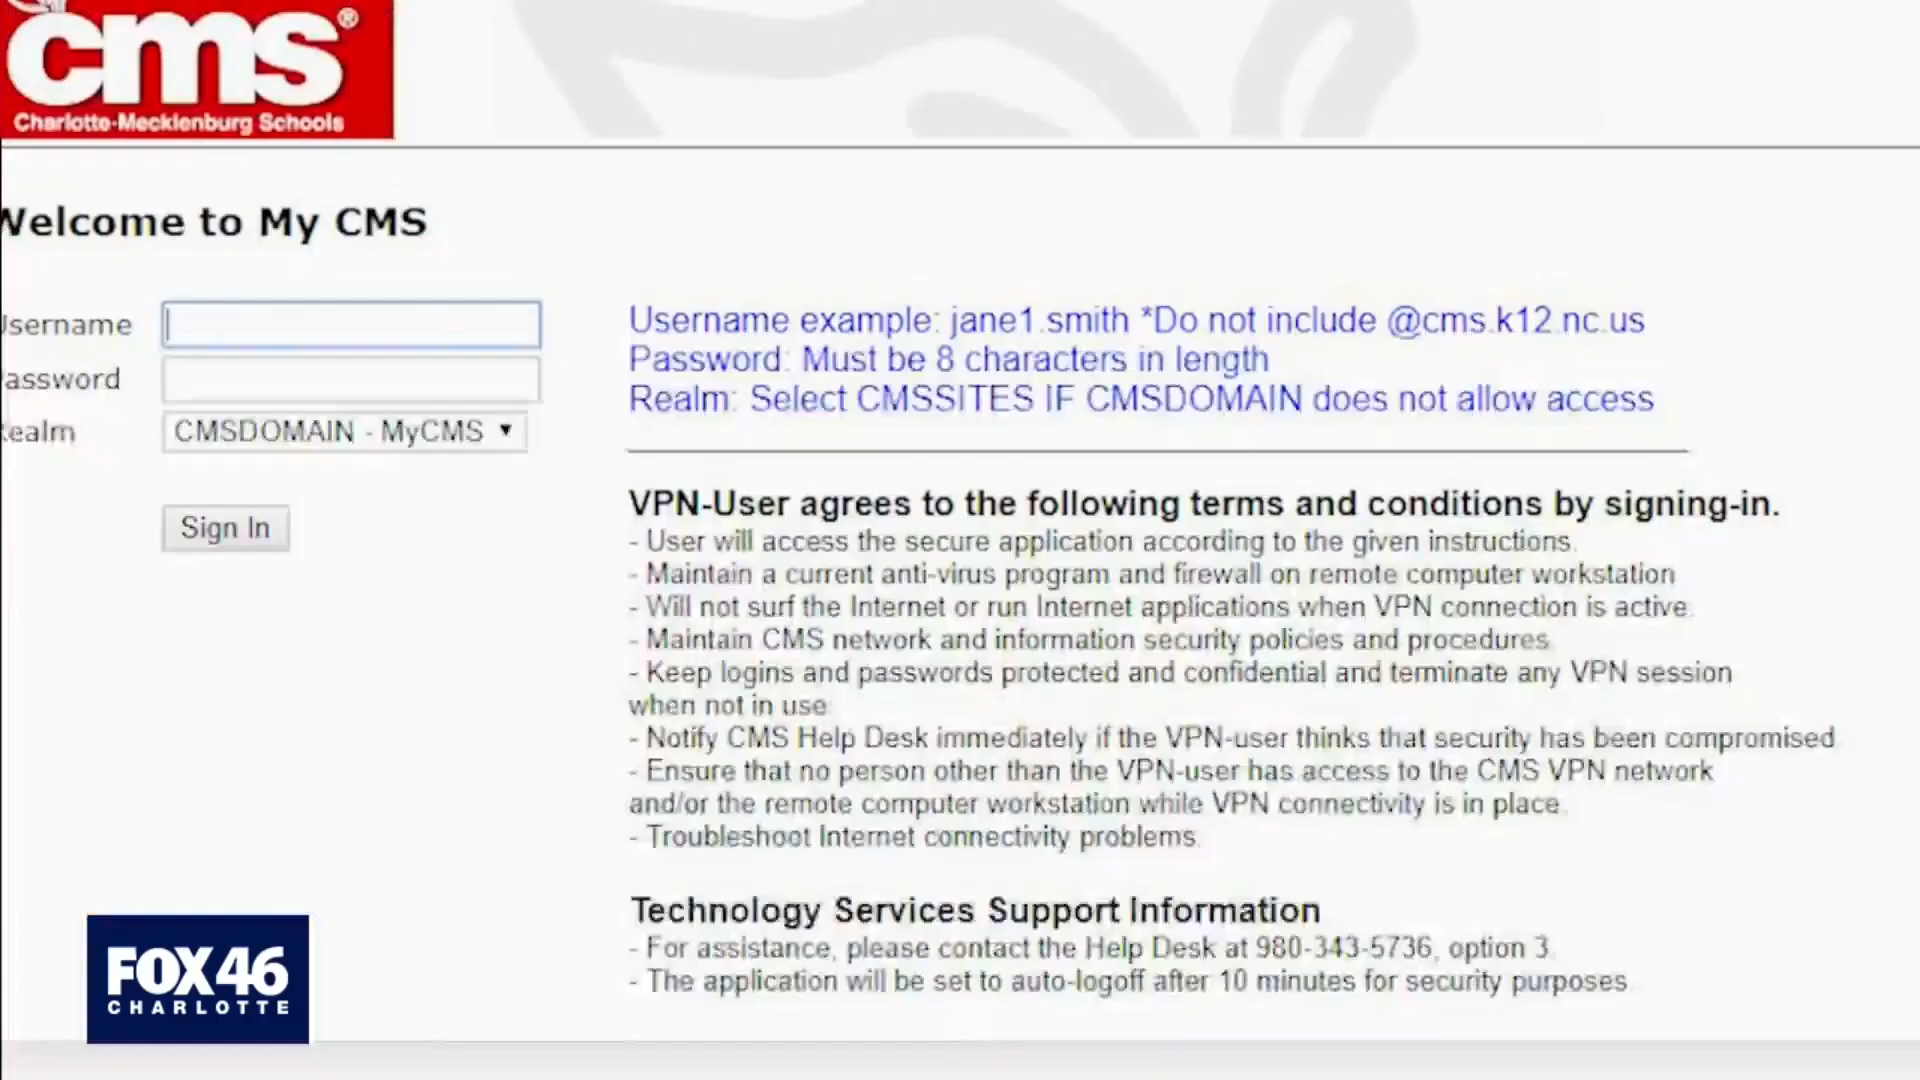 cms®
Charlotte-Mecklenburg Schools
Welcome to My CMS
Username
Password
Realm
CMSDOMAIN - MyCMS
Sign In
Username example: jane1.smith *Do not include @cms.k12.nc.us
Password: Must be 8 characters in length
Realm: Select CMSSITES IF CMSDOMAIN does not allow access
VPN-User agrees to the following terms and conditions by signing-in.
- User will access the secure application according to the given instructions.
- Maintain a current anti-virus program and firewall on remote computer workstation
- Will not surf the Internet or run Internet applications when VPN connection is active.
- Maintain CMS network and information security policies and procedures.
- Keep logins and passwords protected and confidential and terminate any VPN session
when not in use.
- Notify CMS Help Desk immediately if the VPN-user thinks that security has been compromised.
- Ensure that no person other than the VPN-user has access to the CMS VPN network
and/or the remote computer workstation while VPN connectivity is in place.
- Troubleshoot Internet connectivity problems.
Technology Services Support Information
- For assistance, please contact the Help Desk at 980-343-5736, option 3.
- The application will be set to auto-logoff after 10 minutes for security purposes.
FOX 46
CHARLOTTE